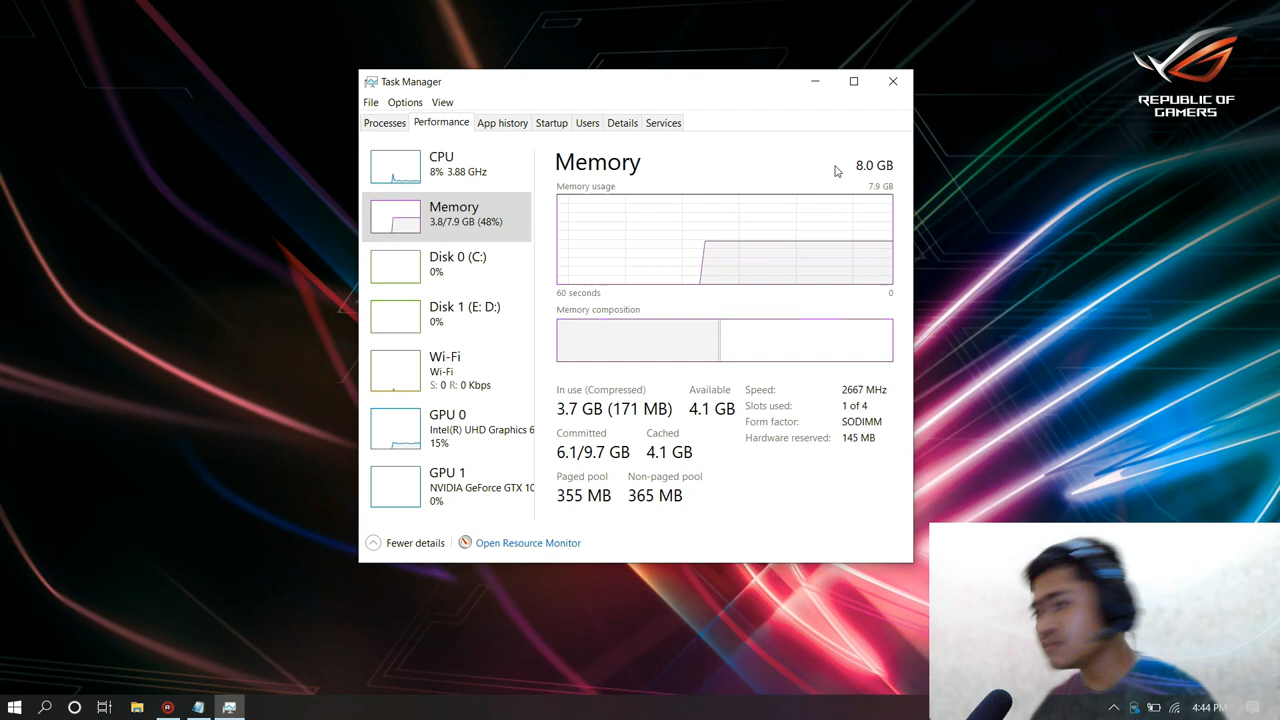 REPUBLIC OF
GAMERS
Task Manager
File Options View
Processes Performance App history Startup Users Details Services
CPU
8% 3.88 GHz
Memory
3.8/7.9 GB (48%)
Disk 0 (C:)
0%
Disk 1 (E: D:)
0%
Wi-Fi
Wi-Fi
S: 0 R: 0 Kbps
GPU 0
Intel(R) UHD Graphics 6
15%
GPU 1
NVIDIA GeForce GTX 10
0%
Memory 8.0 GB
Memory usage 7.9 GB
60 seconds 0
Memory composition
In use (Compressed) Available
3.7 GB (171 MB) 4.1 GB
Committed Cached
6.1/9.7 GB 4.1 GB
Paged pool Non-paged pool
355 MB 365 MB
Speed: 2667 MHz
Slots used: 1 of 4
Form factor: SODIMM
Hardware reserved: 145 MB
Fewer details Open Resource Monitor
4:44 PM